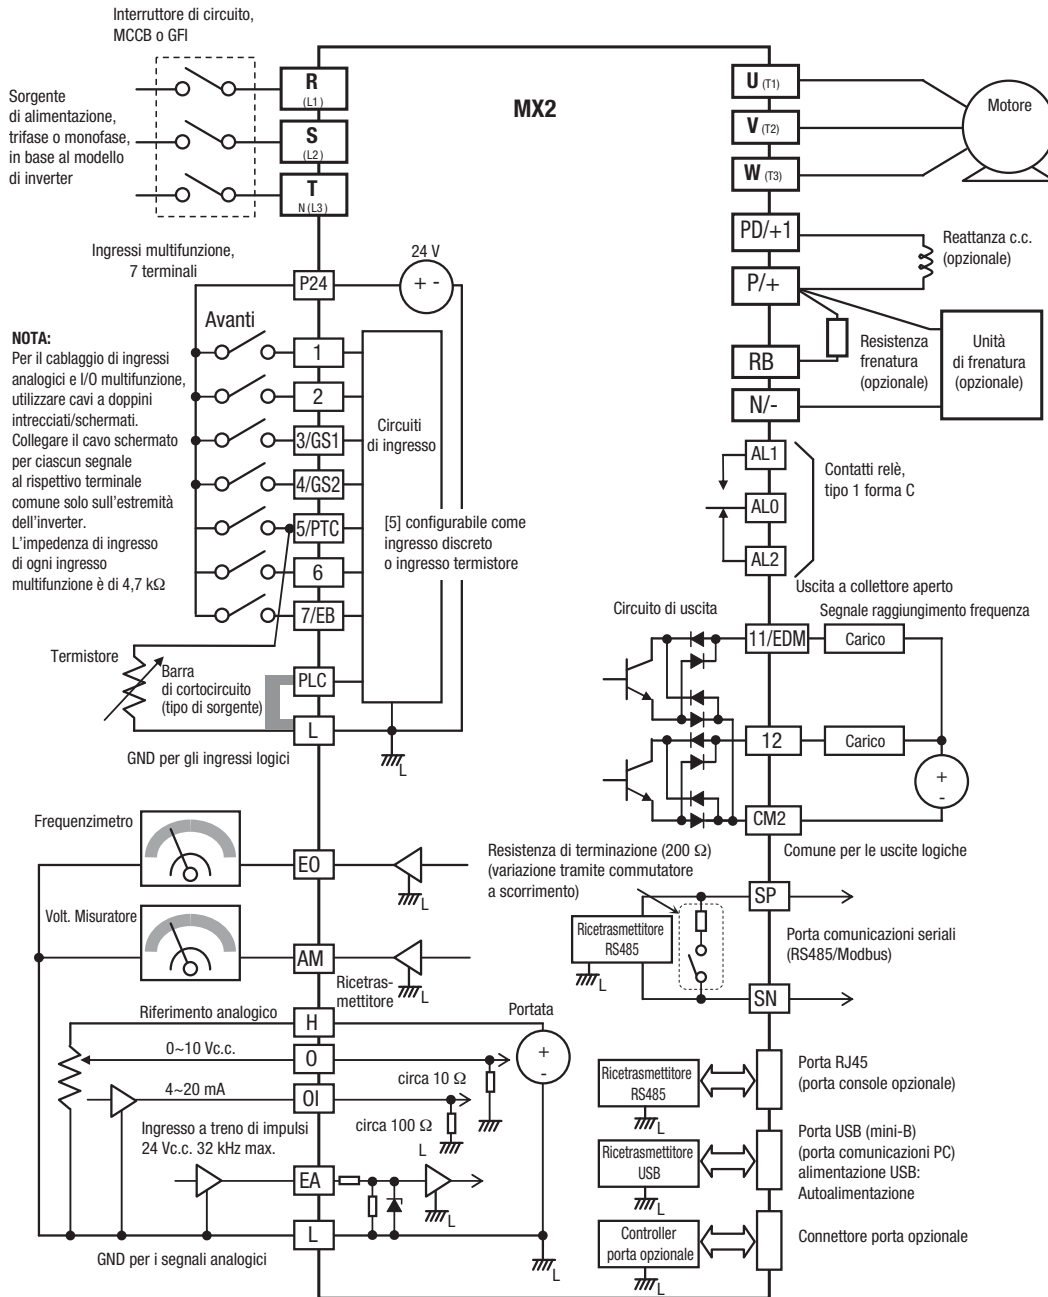 Interruttore di circuito,
MCCB o GFI
Sorgente
di alimentazione,
trifase o monofase,
in base al modello
di inverter
R
(L1)
S
(L2)
T
N (L3)
MX2
U (T1)
V (T2)
W (T3)
Motore
PD/+1
P/+
Reattanza c.c.
(opzionale)
RB
Resistenza
frenatura
(opzionale)
Unità
di frenatura
(opzionale)
N/-
Ingressi multifunzione,
7 terminali
24 V
P24
+ -
Avanti
NOTA:
Per il cablaggio di ingressi
analogici e I/O multifunzione,
utilizzare cavi a doppini
intrecciati/schermati.
Collegare il cavo schermato
per ciascun segnale
al rispettivo terminale
comune solo sull'estremità
dell'inverter.
L'impedenza di ingresso
di ogni ingresso
multifunzione è di 4,7 kΩ
1
2
3/GS1
4/GS2
5/PTC
6
7/EB
Circuiti
di ingresso
[5] configurabile come
ingresso discreto
o ingresso termistore
AL1
AL0
AL2
Contatti relè,
tipo 1 forma C
Termistore
Barra
di cortocircuito
(tipo di sorgente)
PLC
L
L
GND per gli ingressi logici
Uscita a collettore aperto
Circuito di uscita
Segnale raggiungimento frequenza
11/EDM
Carico
12
Carico
+
-
CM2
Comune per le uscite logiche
Frequenzimetro
EO
L
Volt. Misuratore
AM
Ricetras-
mettitore
L
Resistenza di terminazione (200 Ω)
(variazione tramite commutatore
a scorrimento)
SP
Ricetrasmettitore
RS485
L
Porta comunicazioni seriali
(RS485/Modbus)
SN
Riferimento analogico
H
Portata
0~10 Vc.c.
O
+
-
4~20 mA
OI
circa 10 Ω
circa 100 Ω
L
Ingresso a treno di impulsi
24 Vc.c. 32 kHz max.
EA
L
L
GND per i segnali analogici
L
Ricetrasmettitore
RS485
L
Porta RJ45
(porta console opzionale)
Ricetrasmettitore
USB
L
Porta USB (mini-B)
(porta comunicazioni PC)
alimentazione USB:
Autoalimentazione
Controller
porta opzionale
L
Connettore porta opzionale